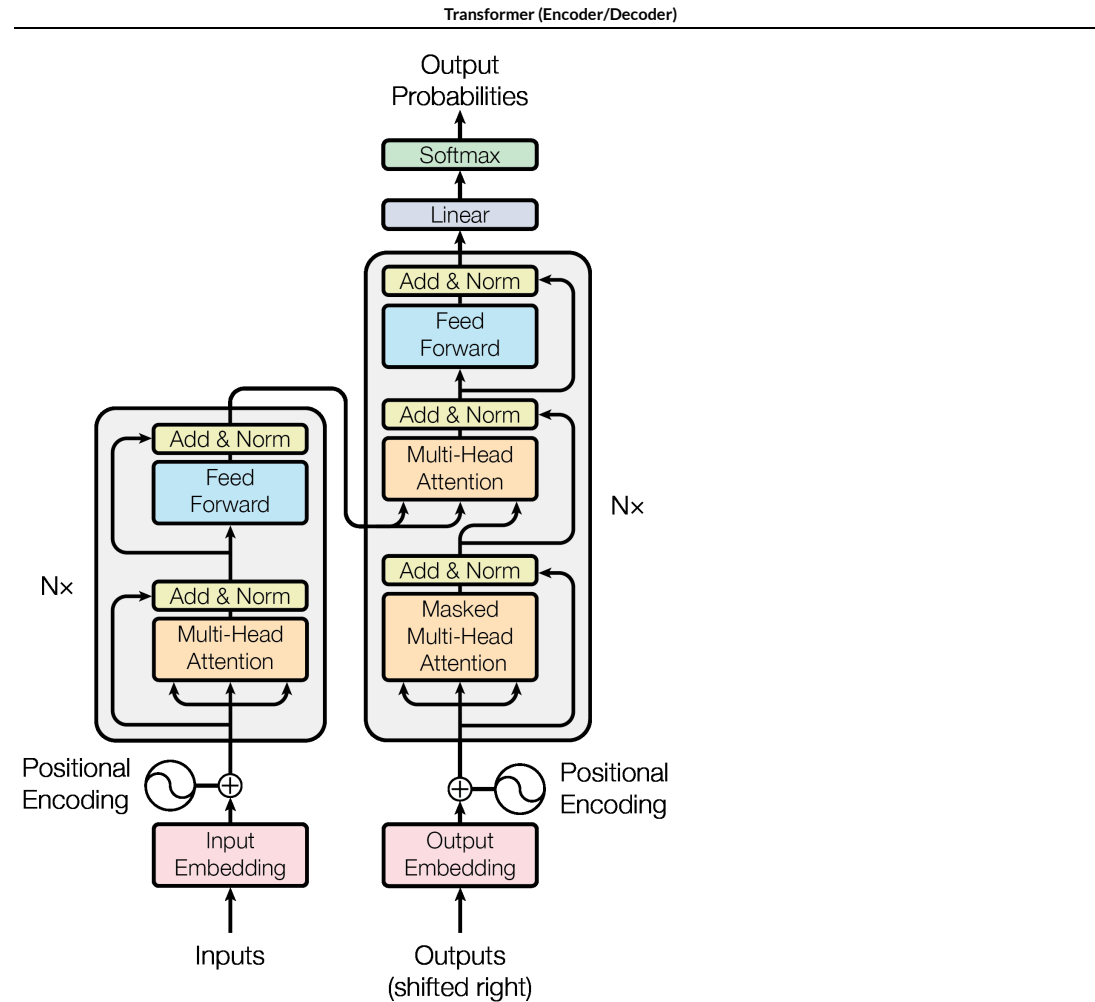 Transformer (Encoder/Decoder)
Output
Probabilities
Softmax
Linear
Add & Norm
Feed
Forward
Add & Norm
Multi-Head
Attention
N×
Add & Norm
Masked
Multi-Head
Attention
Add & Norm
Feed
Forward
N×
Add & Norm
Multi-Head
Attention
Positional
Encoding
Positional
Encoding
Input
Embedding
Output
Embedding
Inputs
Outputs
(shifted right)